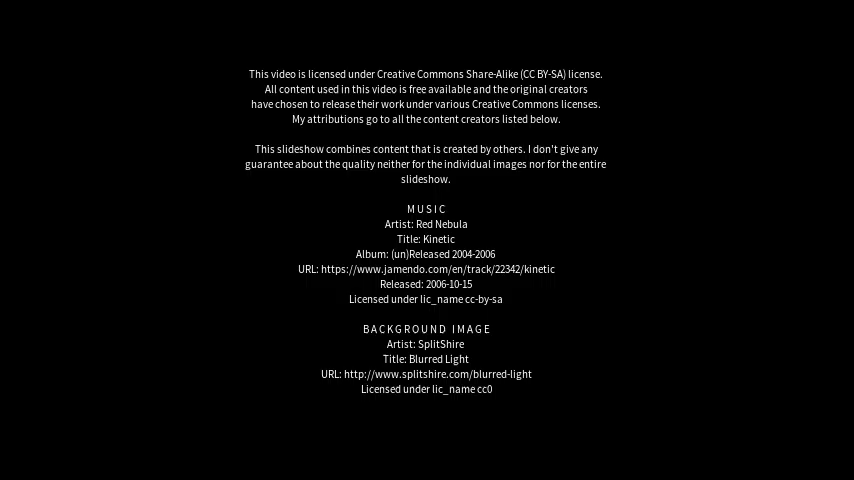 This video is licensed under Creative Commons Share-Alike (CC BY-SA) license.
All content used in this video is free available and the original creators
have chosen to release their work under various Creative Commons licenses.
My attributions go to all the content creators listed below.
This slideshow combines content that is created by others. I don't give any
guarantee about the quality neither for the individual images nor for the entire
slideshow.
MUSIC
Artist: Red Nebula
Title: Kinetic
Album: (un)Released 2004-2006
URL: https://www.jamendo.com/en/track/22342/kinetic
Released: 2006-10-15
Licensed under lic_name cc-by-sa
BACKGROUND IMAGE
Artist: SplitShire
Title: Blurred Light
URL: http://www.splitshire.com/blurred-light
Licensed under lic_name cc0